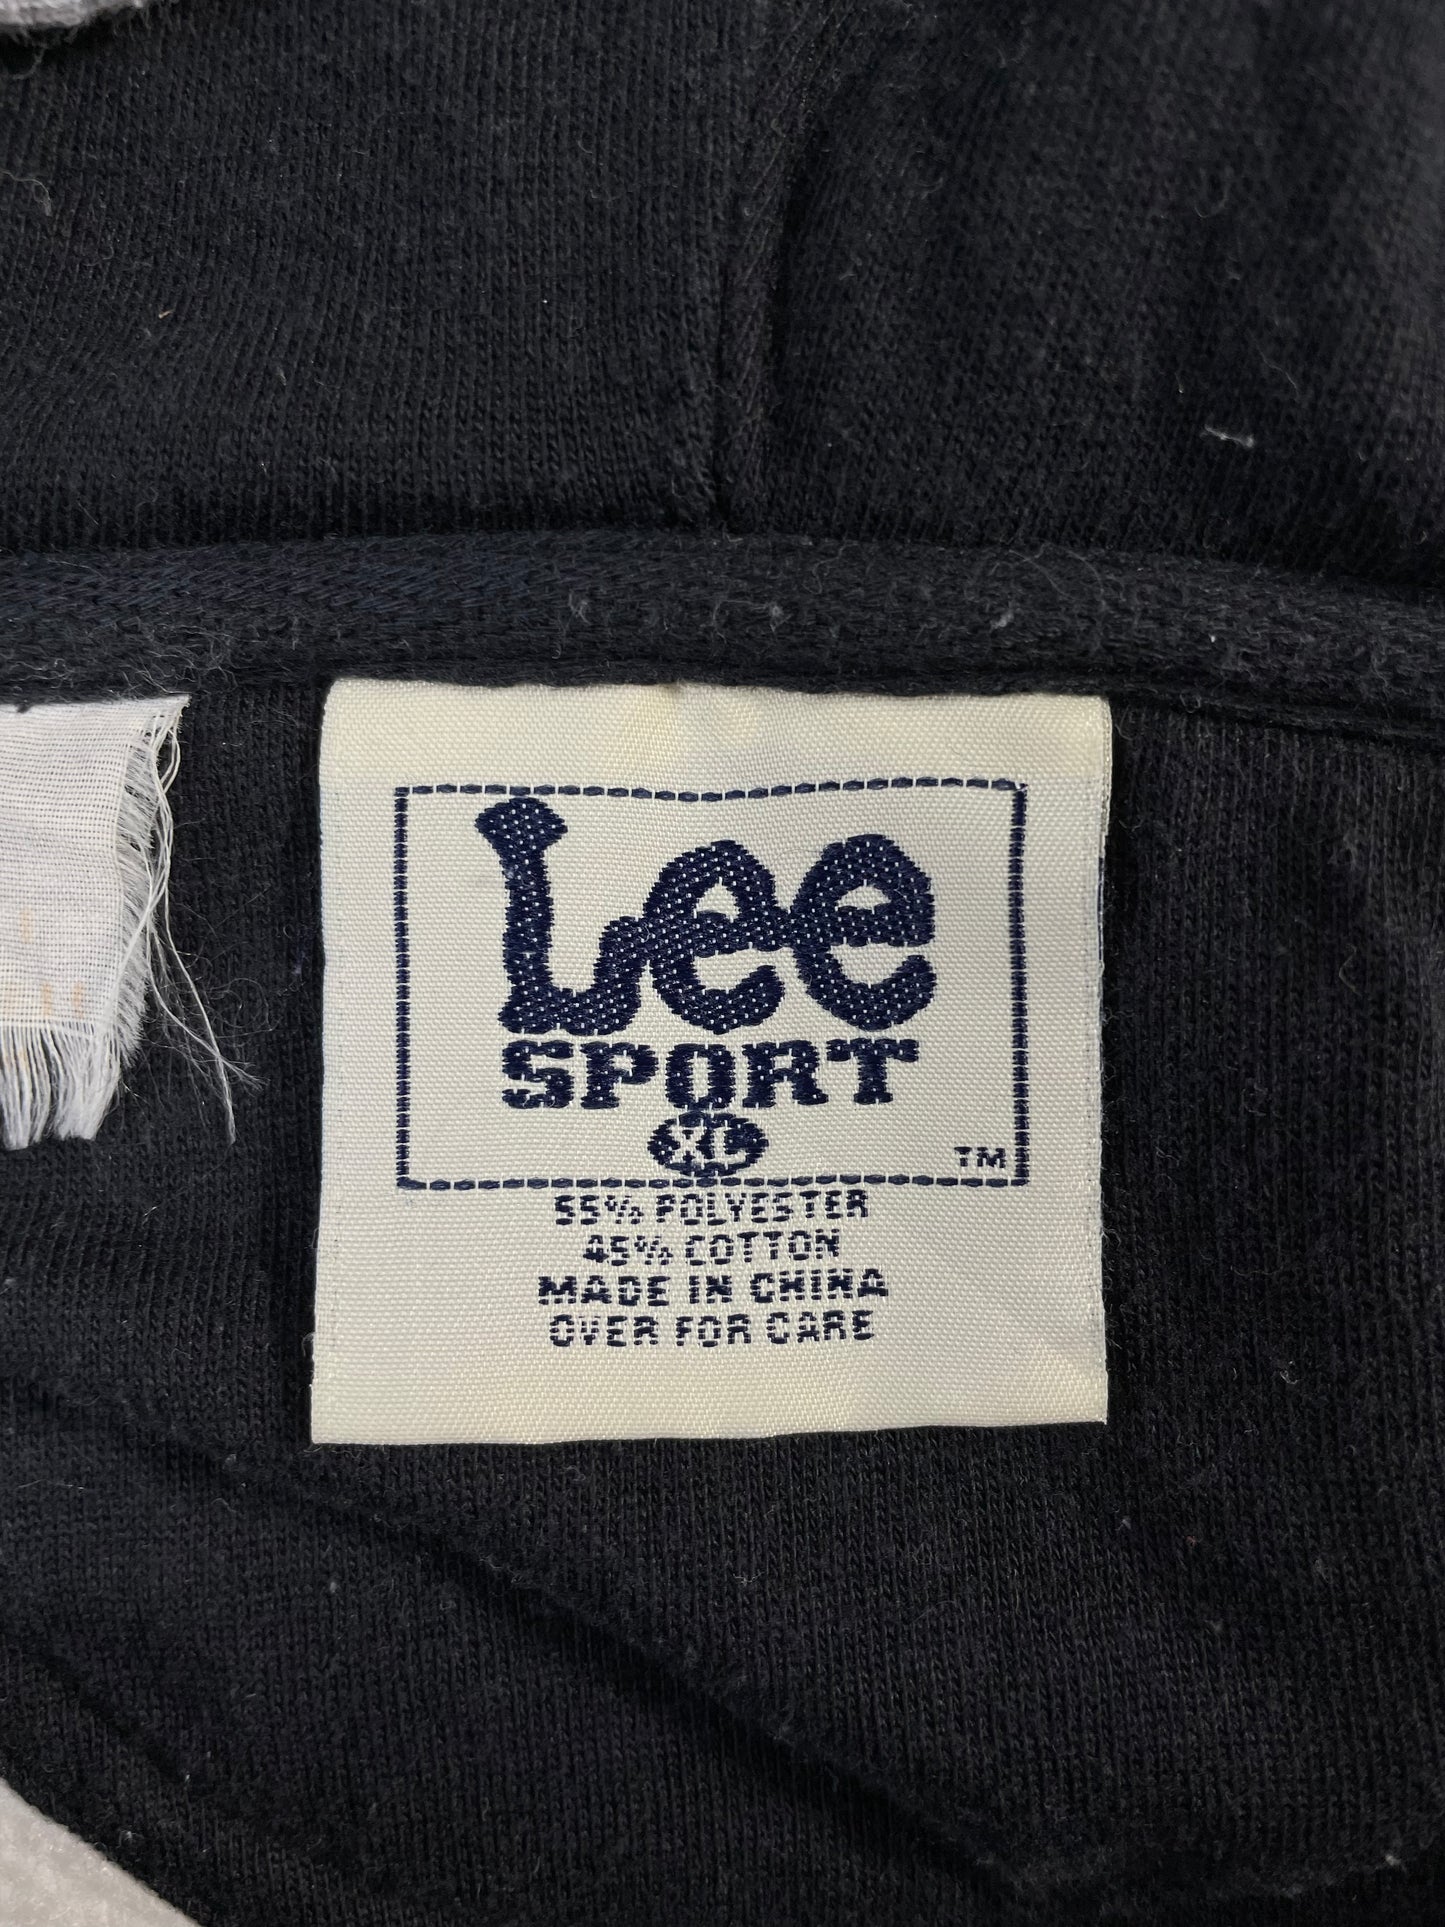 Lee
SPORT
XL
TM
55% POLYESTER
45% COTTON
MADE IN CHINA
OVER FOR CARE